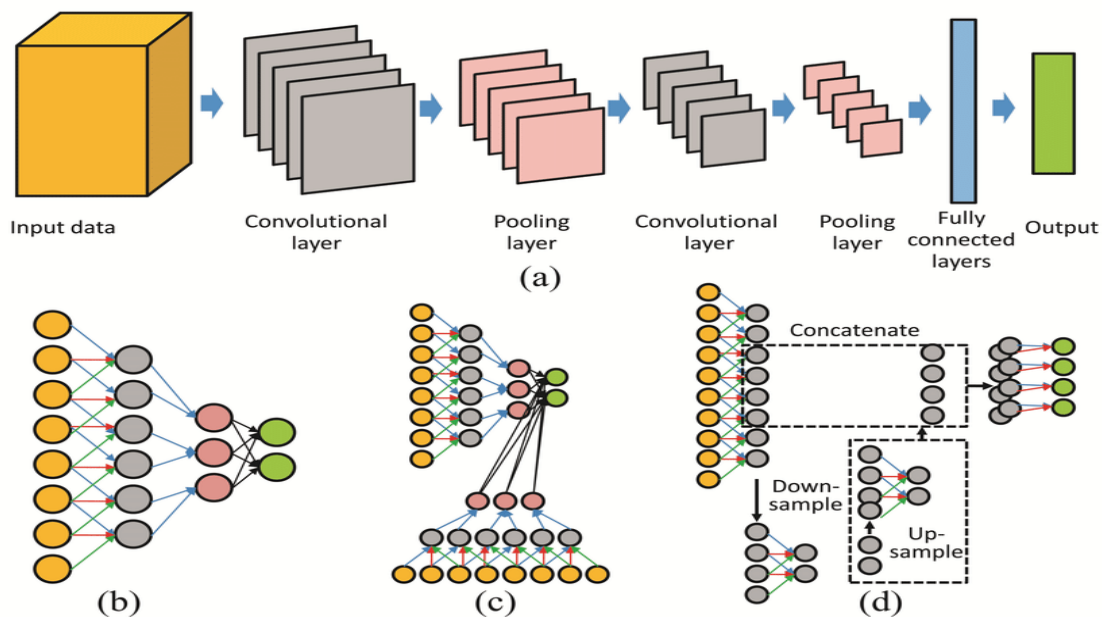 Input data
Convolutional
layer
Pooling
layer
Convolutional
layer
Pooling
layer
Fully
connected
layers
Output
(a)
Concatenate
Down-
sample
Up-
sample
(b)
(c)
(d)